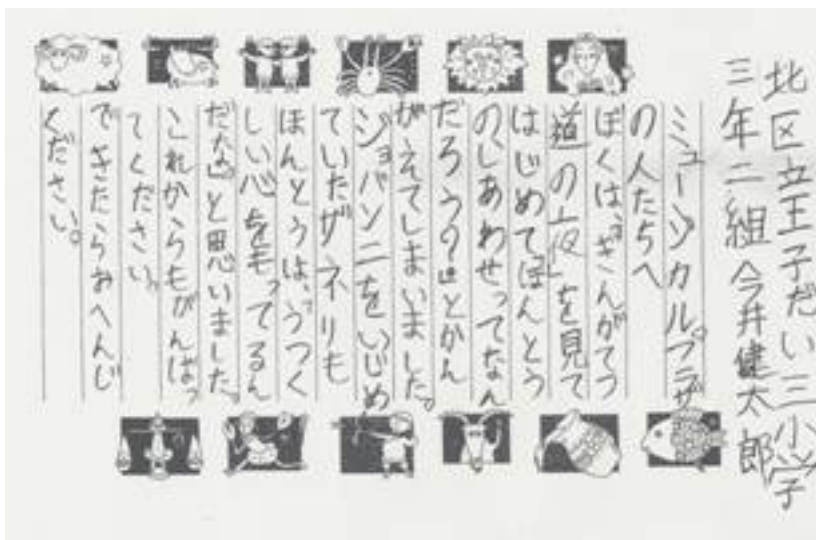 北区立王子だい三小学
三年二組今井健太郎
ミュージカルプラザ
の人たちへ
ぼくは、「ぎんがてつ
道の夜」を見て
はじめて「ほんとう
のしあわせってなん
だろう?」とかん
がえてしまいました。
ジョバンニをいじめ
ていたザネリも
ほんとうは、「うつく
しい心をもってるん
だな」と思いました。
これからもがんばっ
てください。
できたらおへんじ
ください。